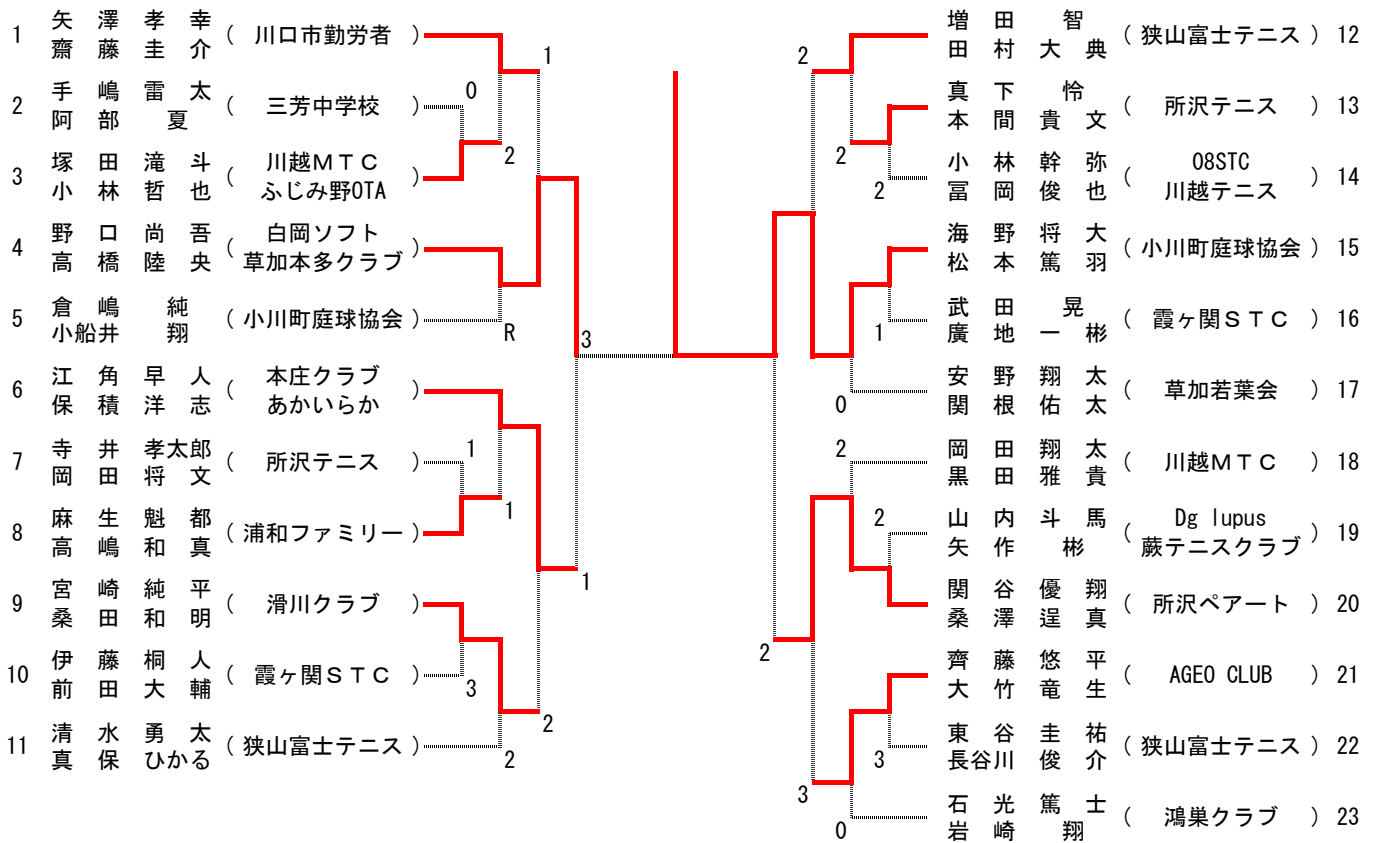 1 矢澤孝幸 ( 川口市勤労者 )
齋藤圭介
1
0
2 手嶋雷太 ( 三芳中学校 )
阿部夏
2
3 塚田滝斗 ( 川越MTC )
小林哲也 ふじみ野OTA
4 野口尚吾 ( 白岡ソフト )
高橋陸央 草加本多クラブ
5 倉嶋純 ( 小川町庭球協会 )
小船井翔
R
3
6 江角早人 ( 本庄クラブ )
保積洋志 あかいらか
1
7 寺井孝太郎 ( 所沢テニス )
岡田将文
1
8 麻生魁都 ( 浦和ファミリー )
高嶋和真
1
9 宮崎純平 ( 滑川クラブ )
桑田和明
10 伊藤桐人 ( 霞ヶ関STC )
前田大輔
3
2
11 清水勇太 ( 狭山富士テニス )
真保ひかる
2
増田智 ( 狭山富士テニス ) 12
田村大典
2
真下怜 ( 所沢テニス ) 13
本間貴文
2
小林幹弥 ( 08STC ) 14
冨岡俊也 川越テニス
2
海野将大 ( 小川町庭球協会 ) 15
松本篤羽
武田晃 ( 霞ヶ関STC ) 16
廣地一彬
1
安野翔太 ( 草加若葉会 ) 17
関根佑太
0
岡田翔太 ( 川越MTC ) 18
黒田雅貴
2
山内斗馬 ( Dg lupus ) 19
矢作彬 蕨テニスクラブ
2
関谷優翔 ( 所沢ペアート ) 20
桑澤逞真
2
齊藤悠平 ( AGEO CLUB ) 21
大竹竜生
東谷圭祐 ( 狭山富士テニス ) 22
長谷川俊介
3
3
石光篤士 ( 鴻巣クラブ ) 23
岩崎翔
0